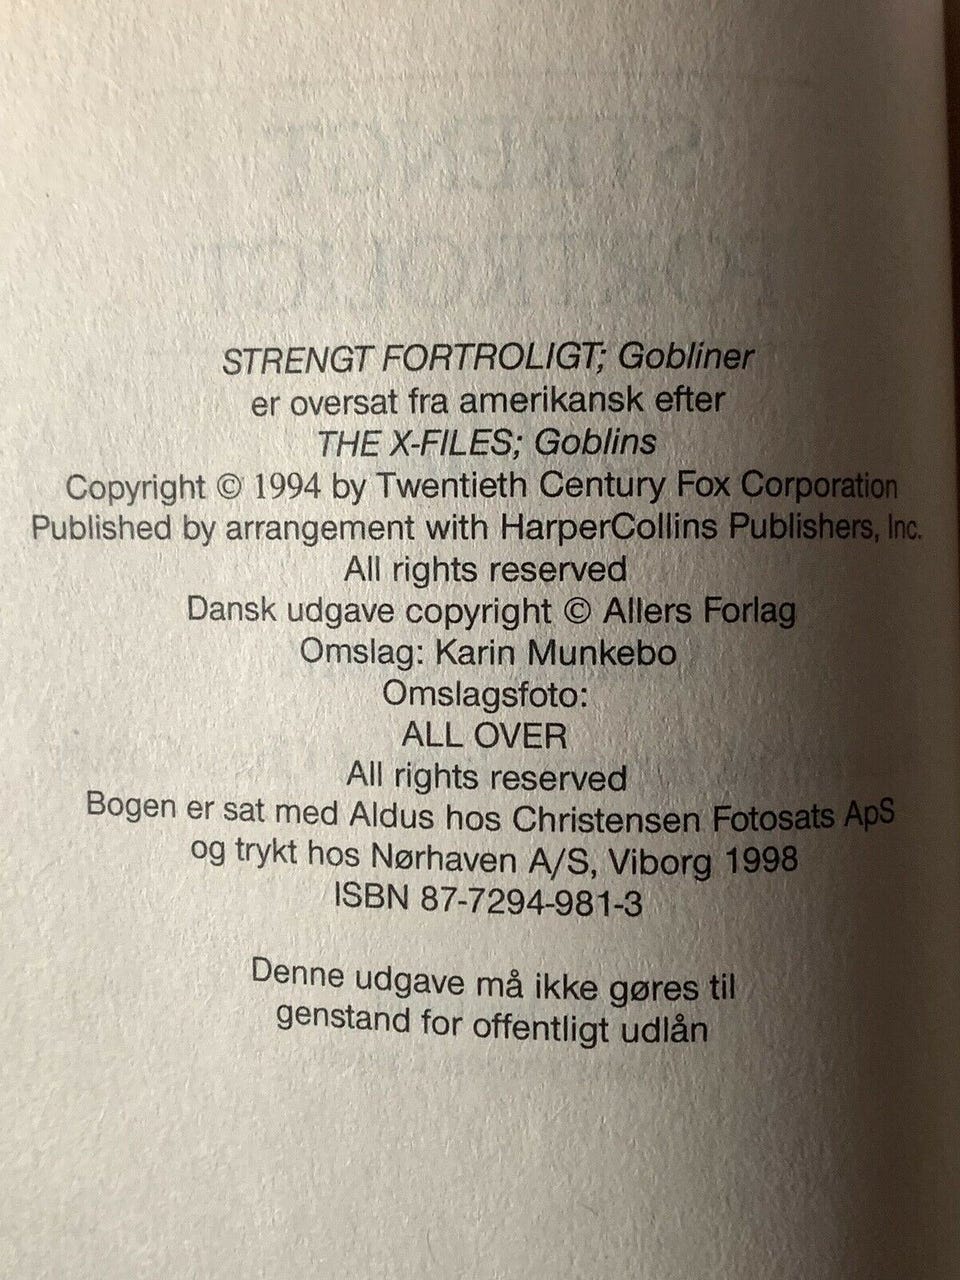 STRENGT FORTROLIGT; Gobliner
er oversat fra amerikansk efter
THE X-FILES; Goblins
Copyright © 1994 by Twentieth Century Fox Corporation
Published by arrangement with HarperCollins Publishers, Inc.
All rights reserved
Dansk udgave copyright © Allers Forlag
Omslag: Karin Munkebo
Omslagsfoto:
ALL OVER
All rights reserved
Bogen er sat med Aldus hos Christensen Fotosats ApS
og trykt hos Nørhaven A/S, Viborg 1998
ISBN 87-7294-981-3
Denne udgave må ikke gøres til
genstand for offentligt udlån